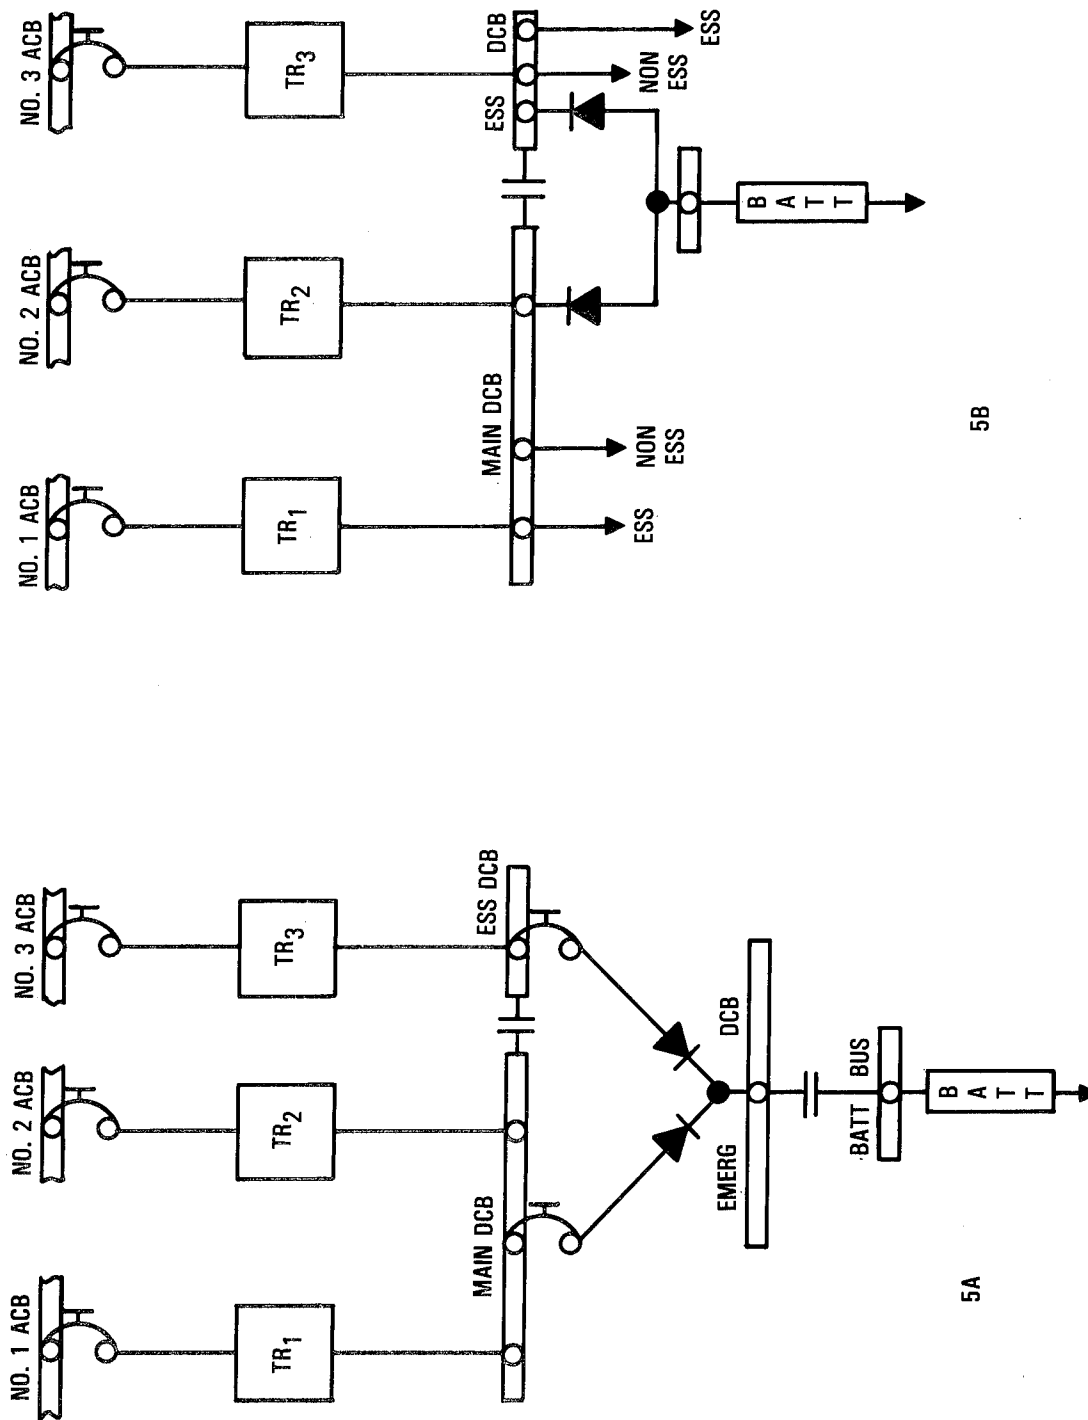 NO. 1 ACB
NO. 2 ACB
NO. 3 ACB
TR1
TR2
TR3
MAIN DCB
ESS DCB
EMERG DCB
BATT BUS
BATT
5A
NO. 1 ACB
NO. 2 ACB
NO. 3 ACB
TR1
TR2
TR3
MAIN DCB
ESS DCB
ESS
NON
ESS
NON
ESS
ESS
BATT
5B